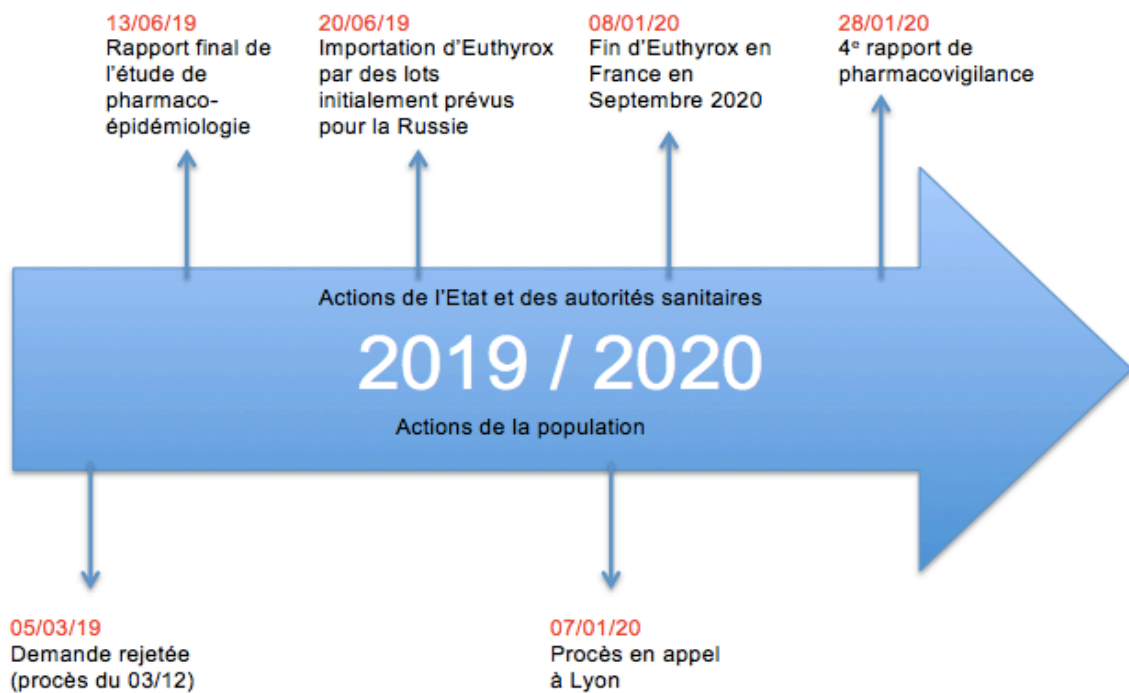 13/06/19
Rapport final de
l'étude de
pharmaco-
épidémiologie
20/06/19
Importation d'Euthyrox
par des lots
initialement prévus
pour la Russie
08/01/20
Fin d'Euthyrox en
France en
Septembre 2020
28/01/20
4e rapport de
pharmacovigilance
Actions de l'Etat et des autorités sanitaires
2019 / 2020
Actions de la population
05/03/19
Demande rejetée
(procès du 03/12)
07/01/20
Procès en appel
à Lyon